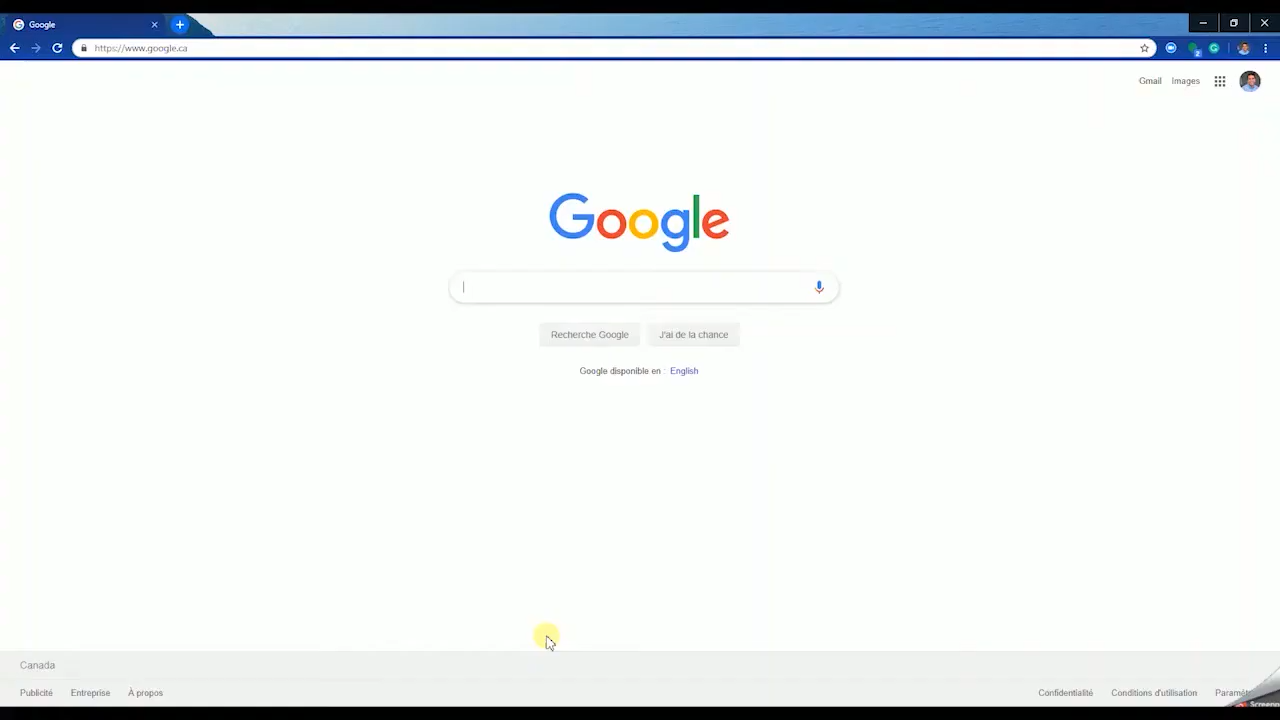 Google
https://www.google.ca
Gmail Images
Google
Recherche Google J'ai de la chance
Google disponible en : English
Canada
Publicité Entreprise À propos
Confidentialité Conditions d'utilisation